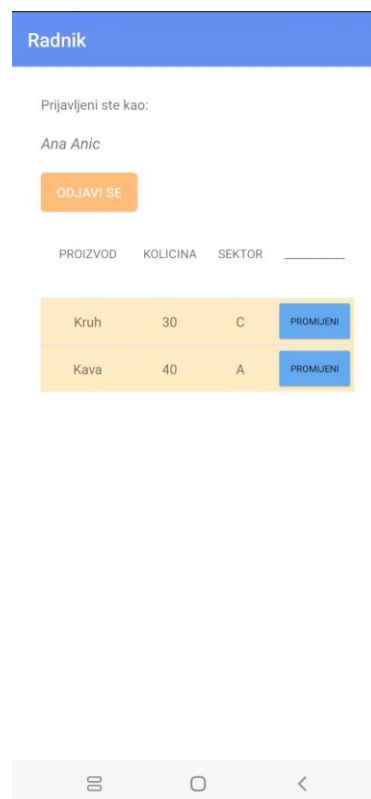 Radnik
Prijavljeni ste kao:
Ana Anic
ODJAVI SE
PROIZVOD KOLICINA SEKTOR
Kruh 30 C PROMIJENI
Kava 40 A PROMIJENI